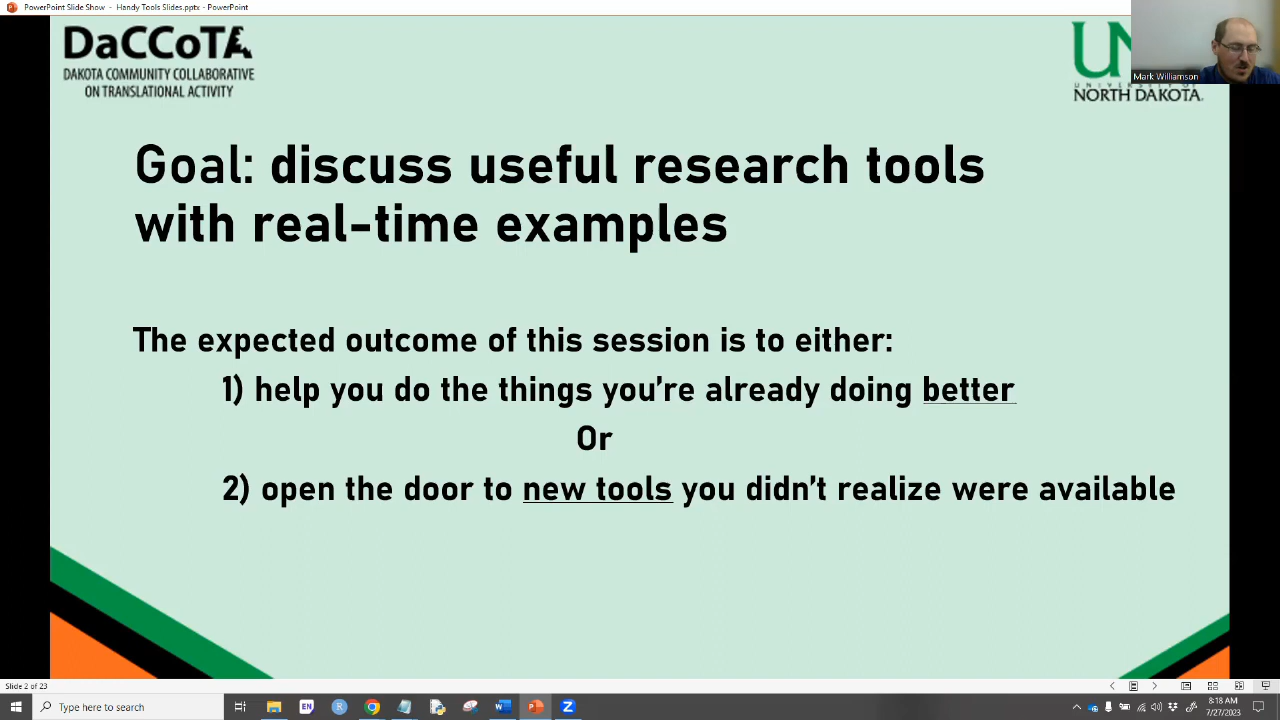 PowerPoint Slide Show - Handy Tools Slides.pptx - PowerPoint
DaCCoTA
DAKOTA COMMUNITY COLLABORATIVE
ON TRANSLATIONAL ACTIVITY
Mark Williamson
NORTH DAKOTA.
Goal: discuss useful research tools
with real-time examples
The expected outcome of this session is to either:
1) help you do the things you're already doing better
Or
2) open the door to new tools you didn't realize were available
Slide 2 of 23
Type here to search
EN
R
W
P
Z
8:18 AM
7/27/2023